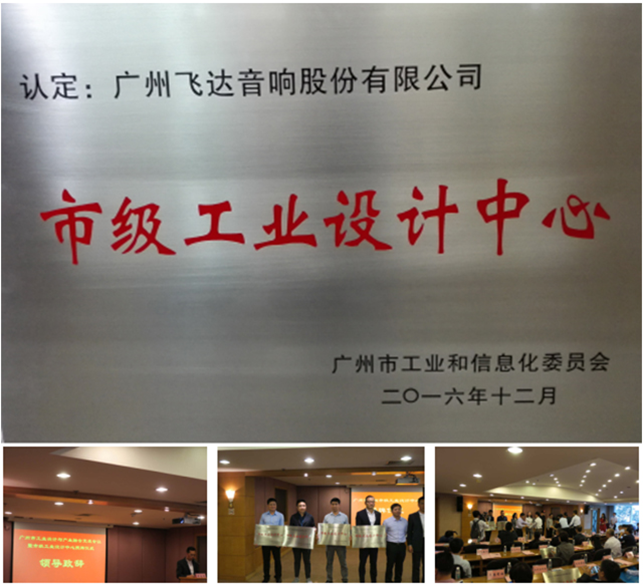 认定：广州飞达音响股份有限公司
市级工业设计中心
广州市工业和信息化委员会
二〇一六年十二月
领导致辞